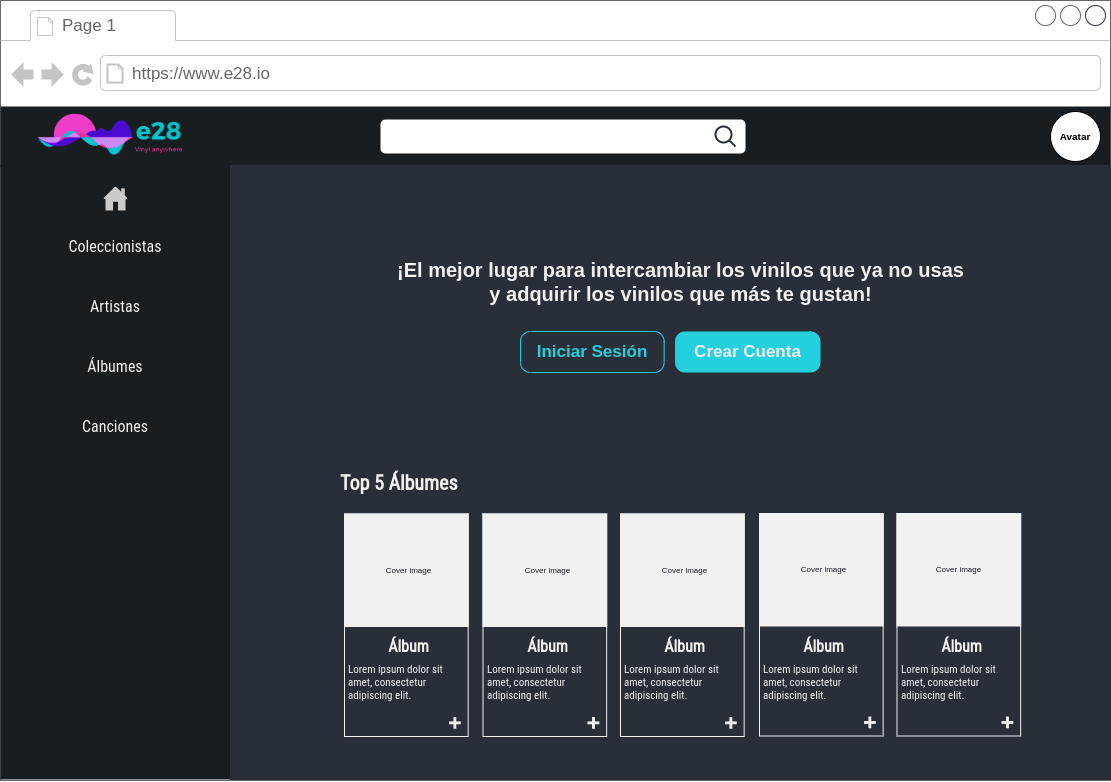 Page 1
https://www.e28.io
e28
Vinyl anywhere
Avatar
Coleccionistas
Artistas
Álbumes
Canciones
¡El mejor lugar para intercambiar los vinilos que ya no usas
y adquirir los vinilos que más te gustan!
Iniciar Sesión
Crear Cuenta
Top 5 Álbumes
Cover image
Álbum
Lorem ipsum dolor sit
amet, consectetur
adipiscing elit.
Cover image
Álbum
Lorem ipsum dolor sit
amet, consectetur
adipiscing elit.
Cover image
Álbum
Lorem ipsum dolor sit
amet, consectetur
adipiscing elit.
Cover image
Álbum
Lorem ipsum dolor sit
amet, consectetur
adipiscing elit.
Cover image
Álbum
Lorem ipsum dolor sit
amet, consectetur
adipiscing elit.